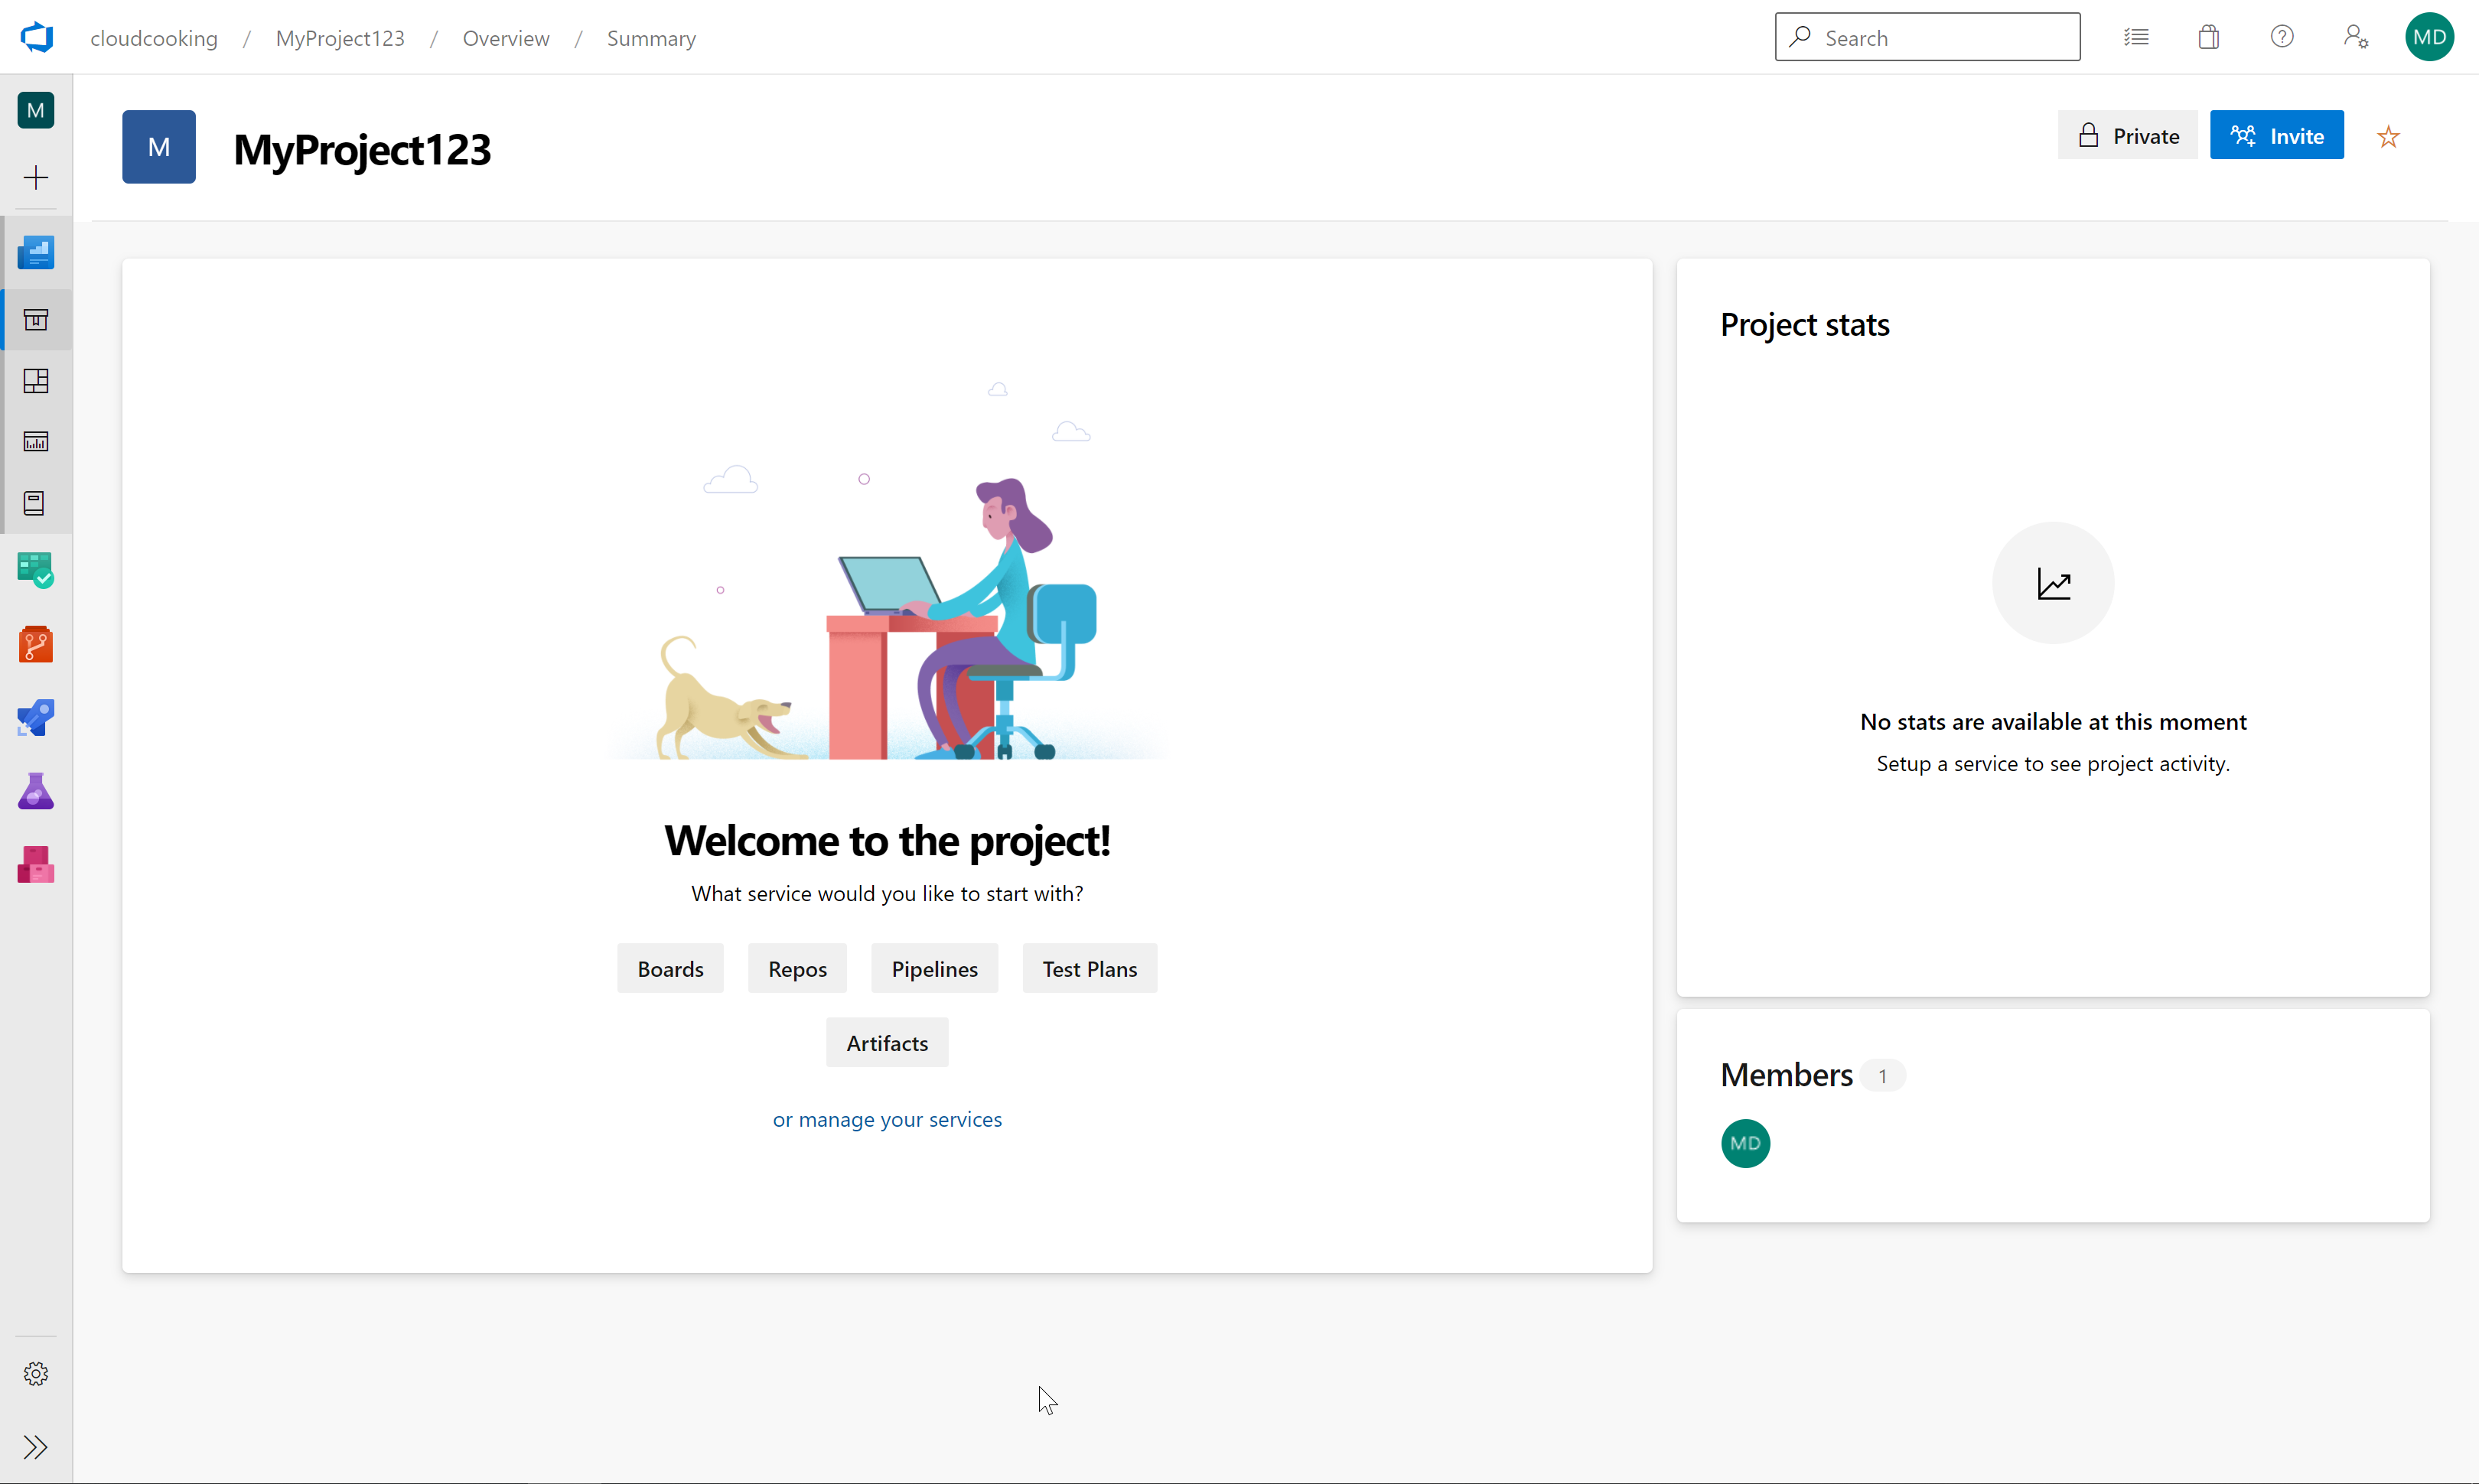 cloudcooking / MyProject123 / Overview / Summary
Search
MD
M
M
MyProject123
Private
Invite
Welcome to the project!
What service would you like to start with?
Boards
Repos
Pipelines
Test Plans
Artifacts
or manage your services
Project stats
No stats are available at this moment
Setup a service to see project activity.
Members 1
MD